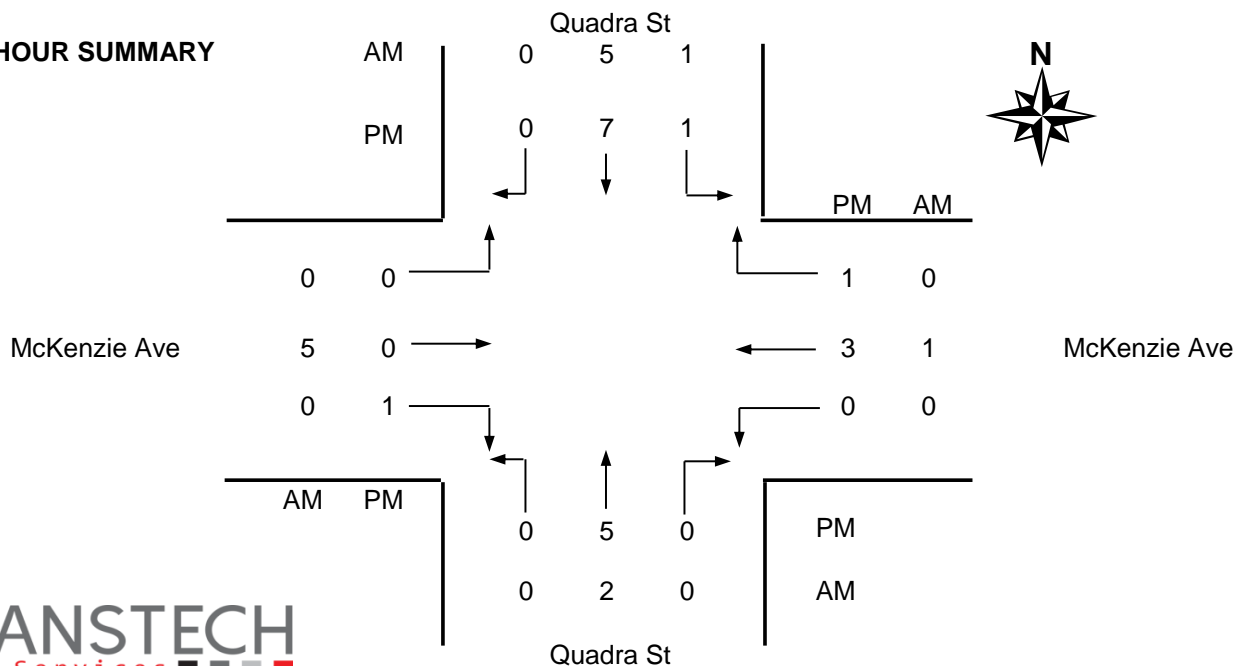 Quadra St
HOUR SUMMARY AM 0 5 1
N
PM 0 7 1
PM AM
0 0 1 0
McKenzie Ave 5 0 3 1 McKenzie Ave
0 1 0 0
AM PM
0 5 0 PM
0 2 0 AM
ANSTECH
Services
Quadra St